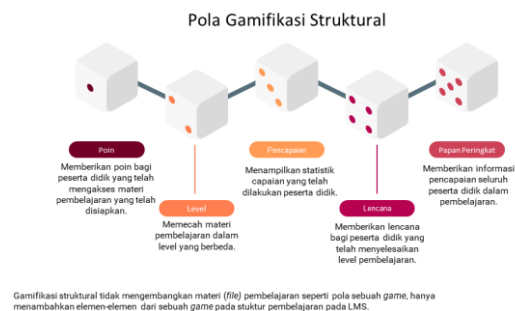 Pola Gamifikasi Struktural
Poin
Memberikan poin bagi
peserta didik yang telah
mengakses materi
pembelajaran yang telah
disiapkan.
Level
Memecah materi
pembelajaran dalam
level yang berbeda.
Pencapaian
Menampilkan statistik
capaian yang telah
dilakukan peserta didik.
Lencana
Memberikan lencana
bagi peserta didik yang
telah menyelesaikan
level pembelajaran.
Papan Peringkat
Memberikan informasi
pencapaian seluruh
peserta didik dalam
pembelajaran.
Gamifikasi struktural tidak mengembangkan materi (file) pembelajaran seperti pola sebuah game, hanya
menambahkan elemen-elemen dari sebuah game pada stuktur pembelajaran pada LMS.